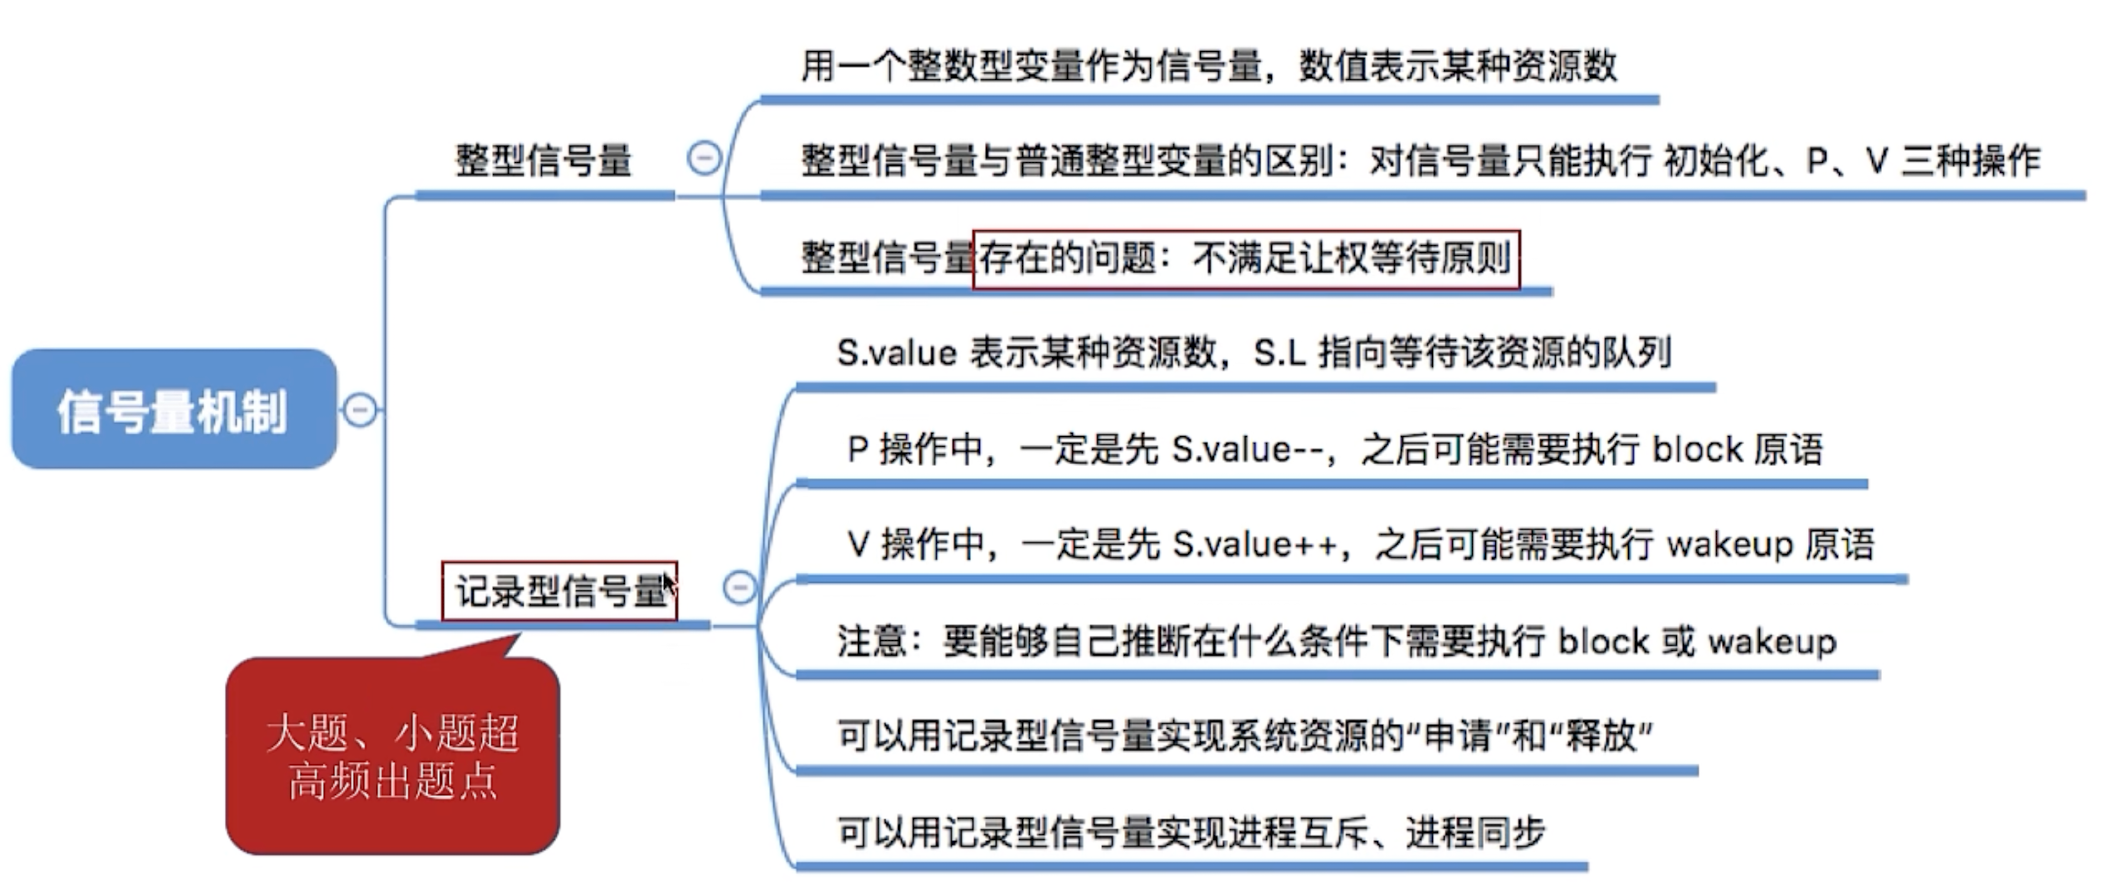 用一个整数型变量作为信号量，数值表示某种资源数
整型信号量
整型信号量与普通整型变量的区别：对信号量只能执行 初始化、P、V 三种操作
整型信号量存在的问题：不满足让权等待原则
信号量机制
S.value 表示某种资源数，S.L 指向等待该资源的队列
P 操作中，一定是先 S.value--，之后可能需要执行 block 原语
V 操作中，一定是先 S.value++，之后可能需要执行 wakeup 原语
记录型信号量
注意：要能够自己推断在什么条件下需要执行 block 或 wakeup
可以用记录型信号量实现系统资源的“申请”和“释放”
可以用记录型信号量实现进程互斥、进程同步
大题、小题超
高频出题点